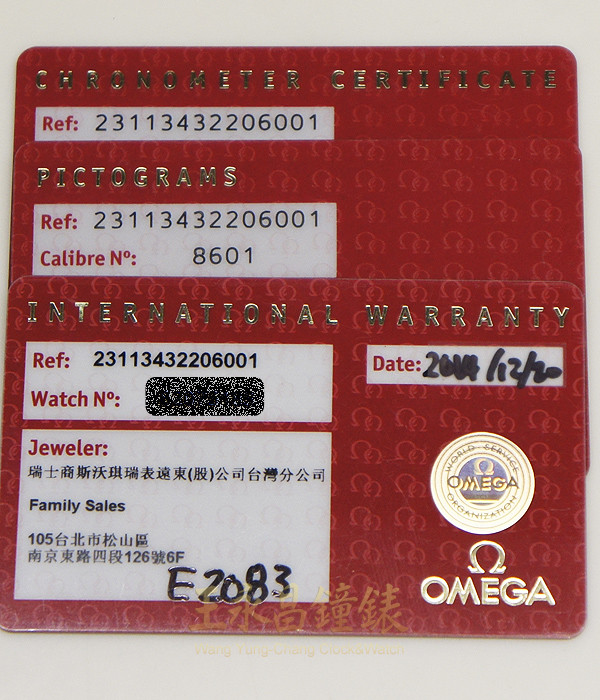 CHRONOMETER CERTIFICATE
Ref: 23113432206001
PICTOGRAMS
Ref: 23113432206001
Calibre Nº: 8601
INTERNATIONAL WARRANTY
Ref: 23113432206001
Date: 2014/12/20
Watch Nº:
Jeweler:
瑞士商斯沃琪瑞表遠東(股)公司台灣分公司
Family Sales
105台北市松山區
南京東路四段126號6F
E2083
WORLD SERVICE
OMEGA
ORGANIZATION
OMEGA
王永昌鐘錶
Wang Yung-chang Clock&Watch